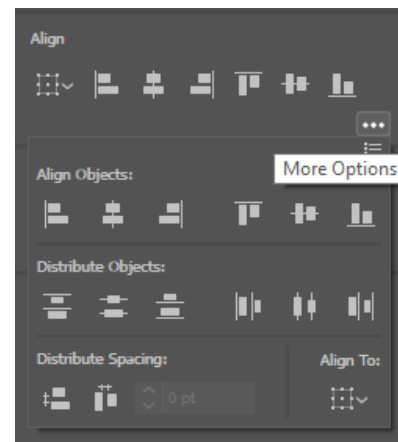 Align
More Options
Align Objects:
Distribute Objects:
Distribute Spacing:
Align To:
0 pt